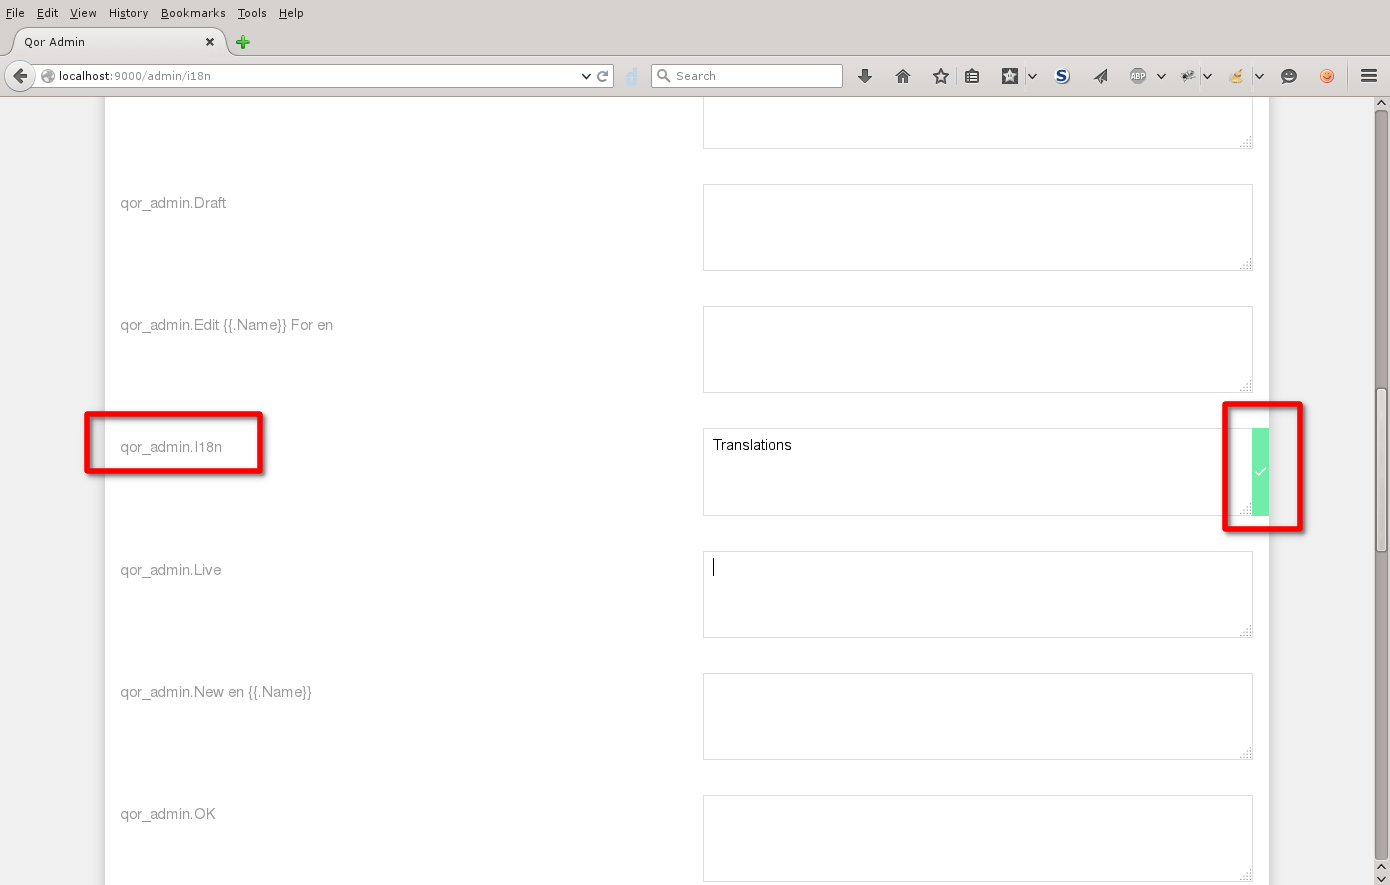 File Edit View History Bookmarks Tools Help
Qor Admin
localhost:9000/admin/i18n
Search
S
ABP
qor_admin.Draft
qor_admin.Edit {{.Name}} For en
qor_admin.I18n
Translations
qor_admin.Live
qor_admin.New en {{.Name}}
qor_admin.OK